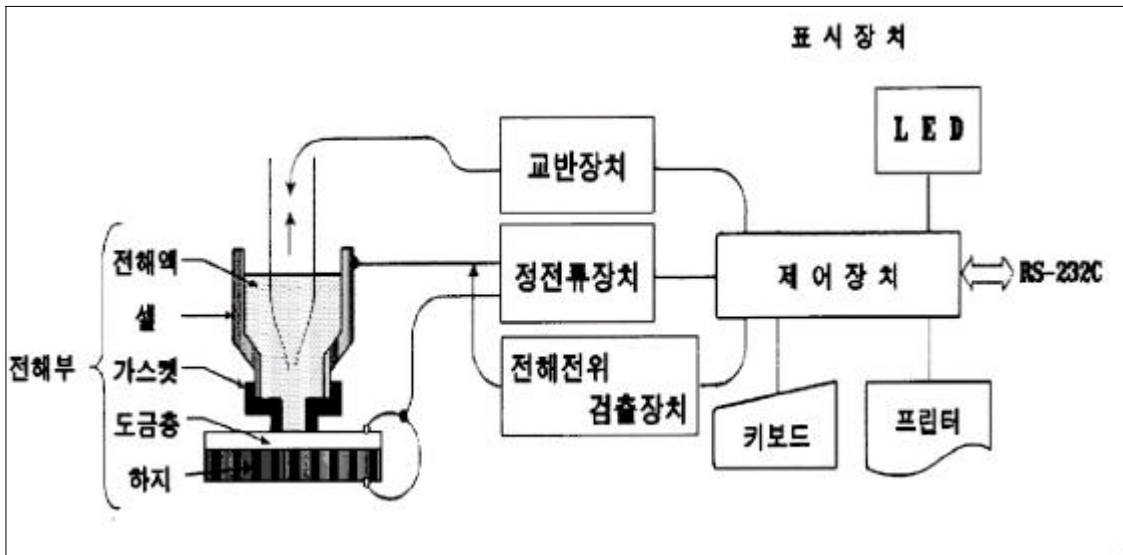 표 시 장 치
L E D
교반장치
전해액
정전류장치
제 어 장 치
RS-232C
셀
전해부
가스켓
전해전위
검출장치
도금층
키보드
프린터
하지